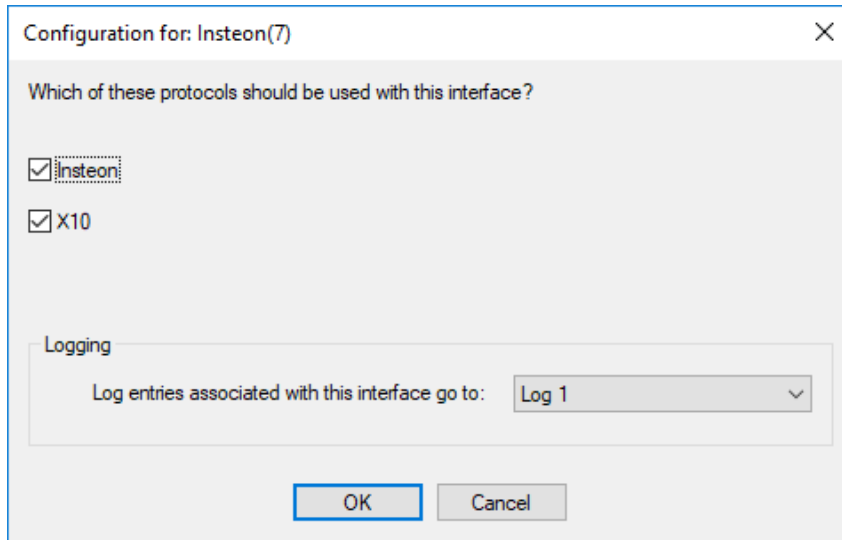 Configuration for: Insteon(7)
Which of these protocols should be used with this interface?
Insteon
X10
Logging
Log entries associated with this interface go to: Log 1
OK Cancel